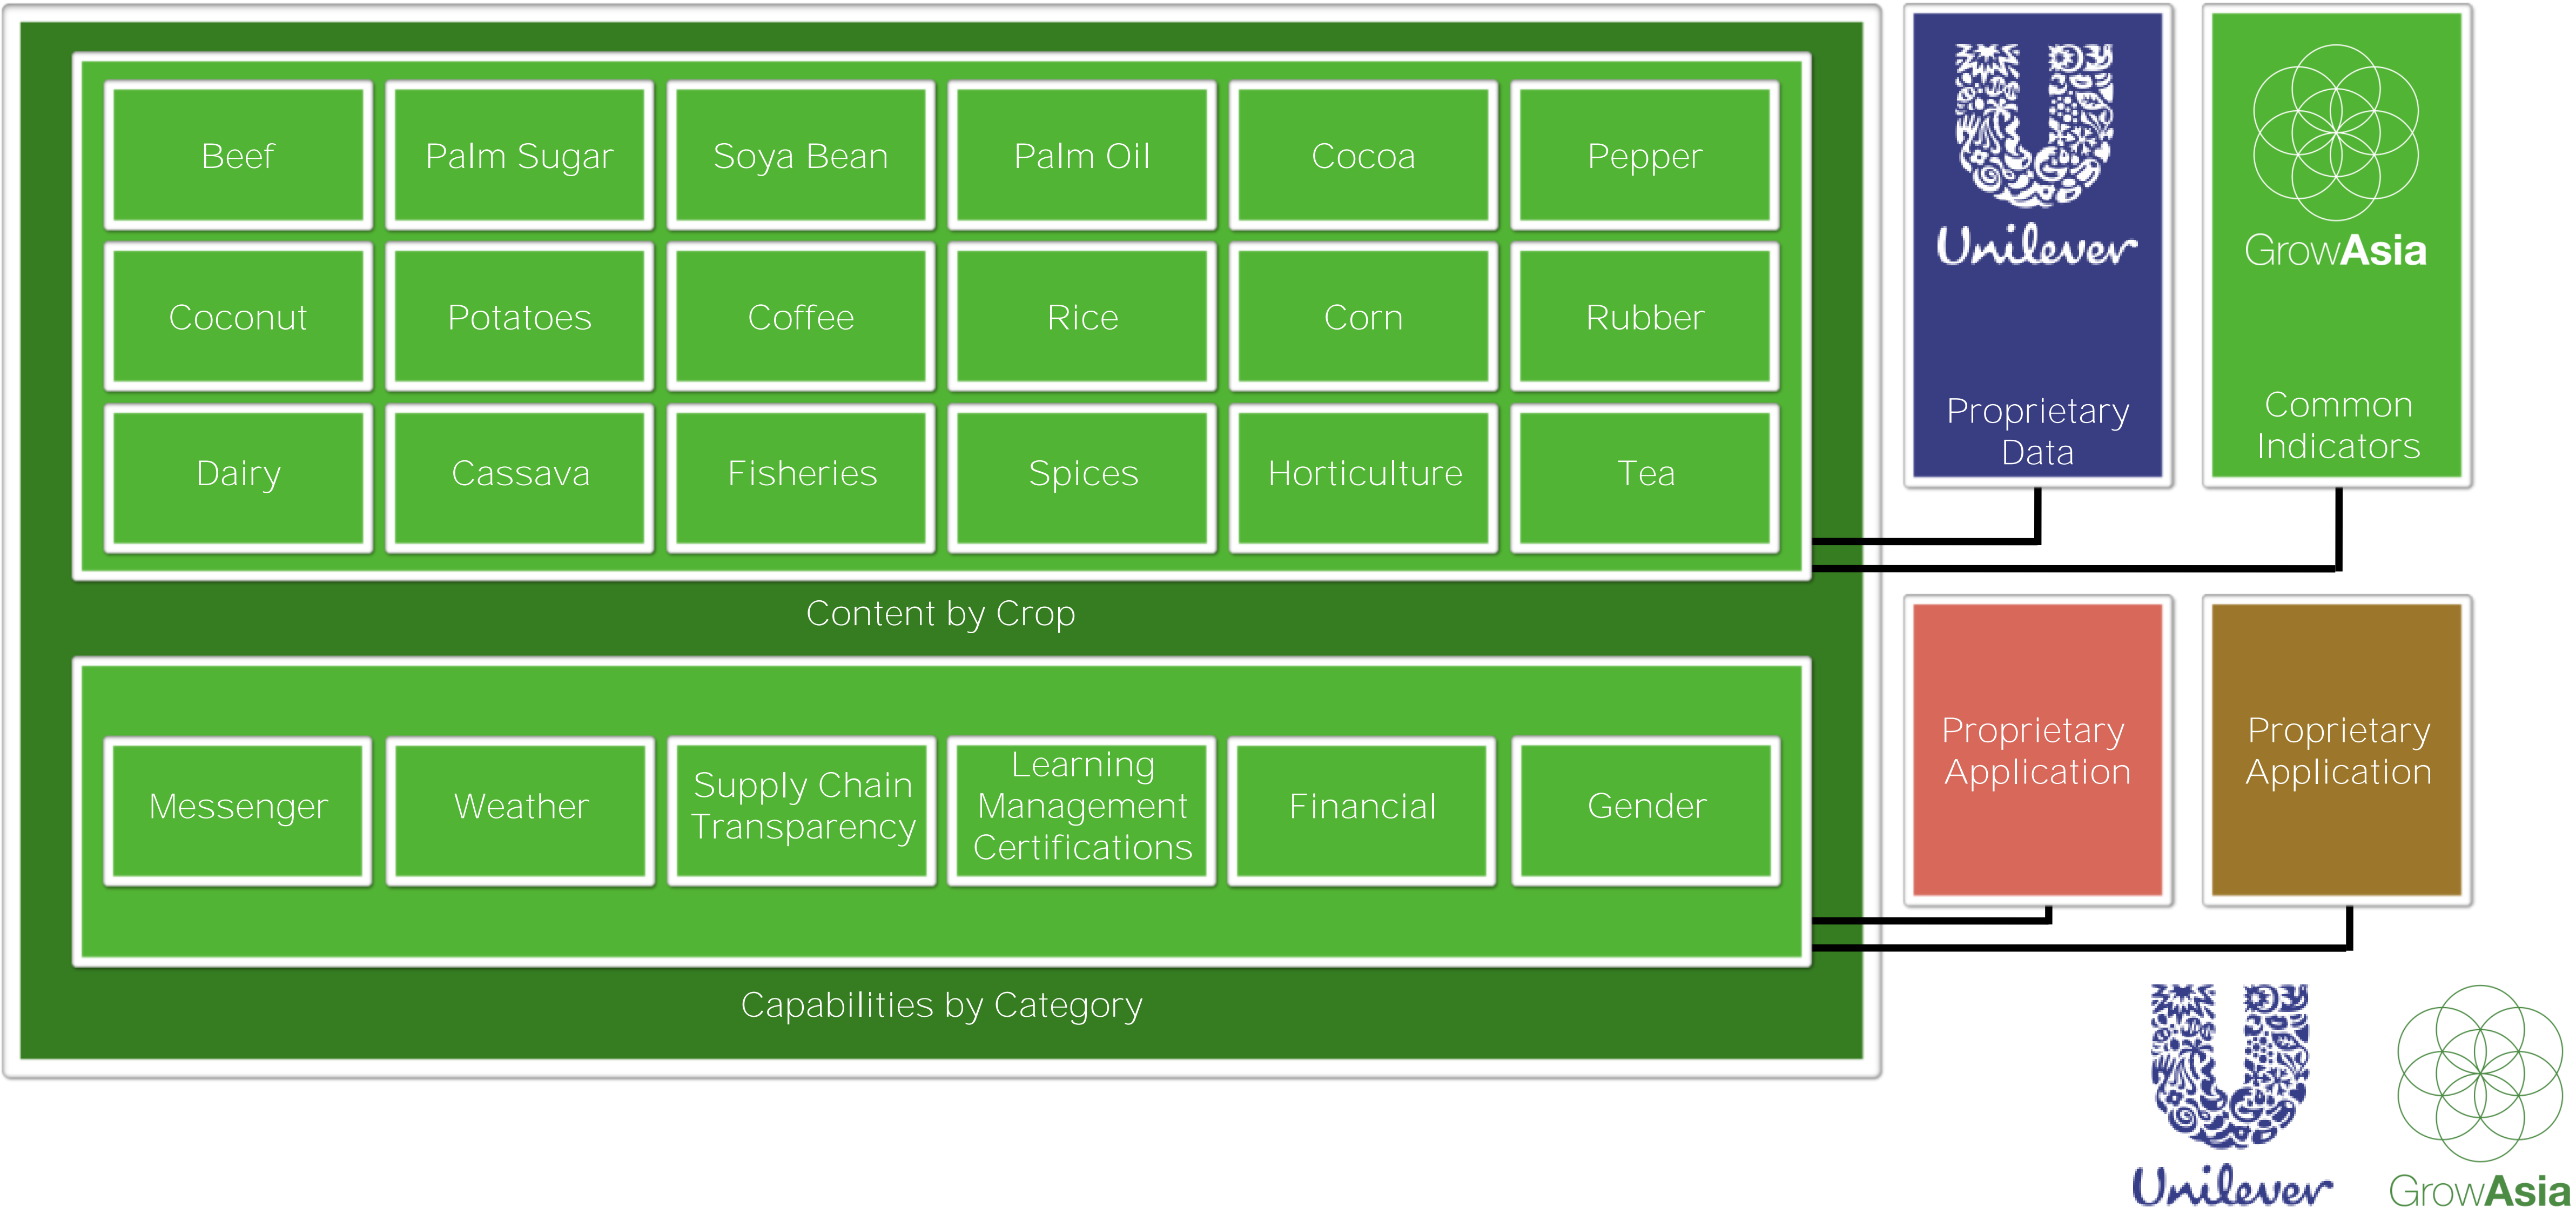 Beef
Palm Sugar
Soya Bean
Palm Oil
Cocoa
Pepper
Coconut
Potatoes
Coffee
Rice
Corn
Rubber
Dairy
Cassava
Fisheries
Spices
Horticulture
Tea
Content by Crop
Messenger
Weather
Supply Chain
Transparency
Learning
Management
Certifications
Financial
Gender
Capabilities by Category
Unilever
Proprietary
Data
GrowAsia
Common
Indicators
Proprietary
Application
Proprietary
Application
Unilever
GrowAsia